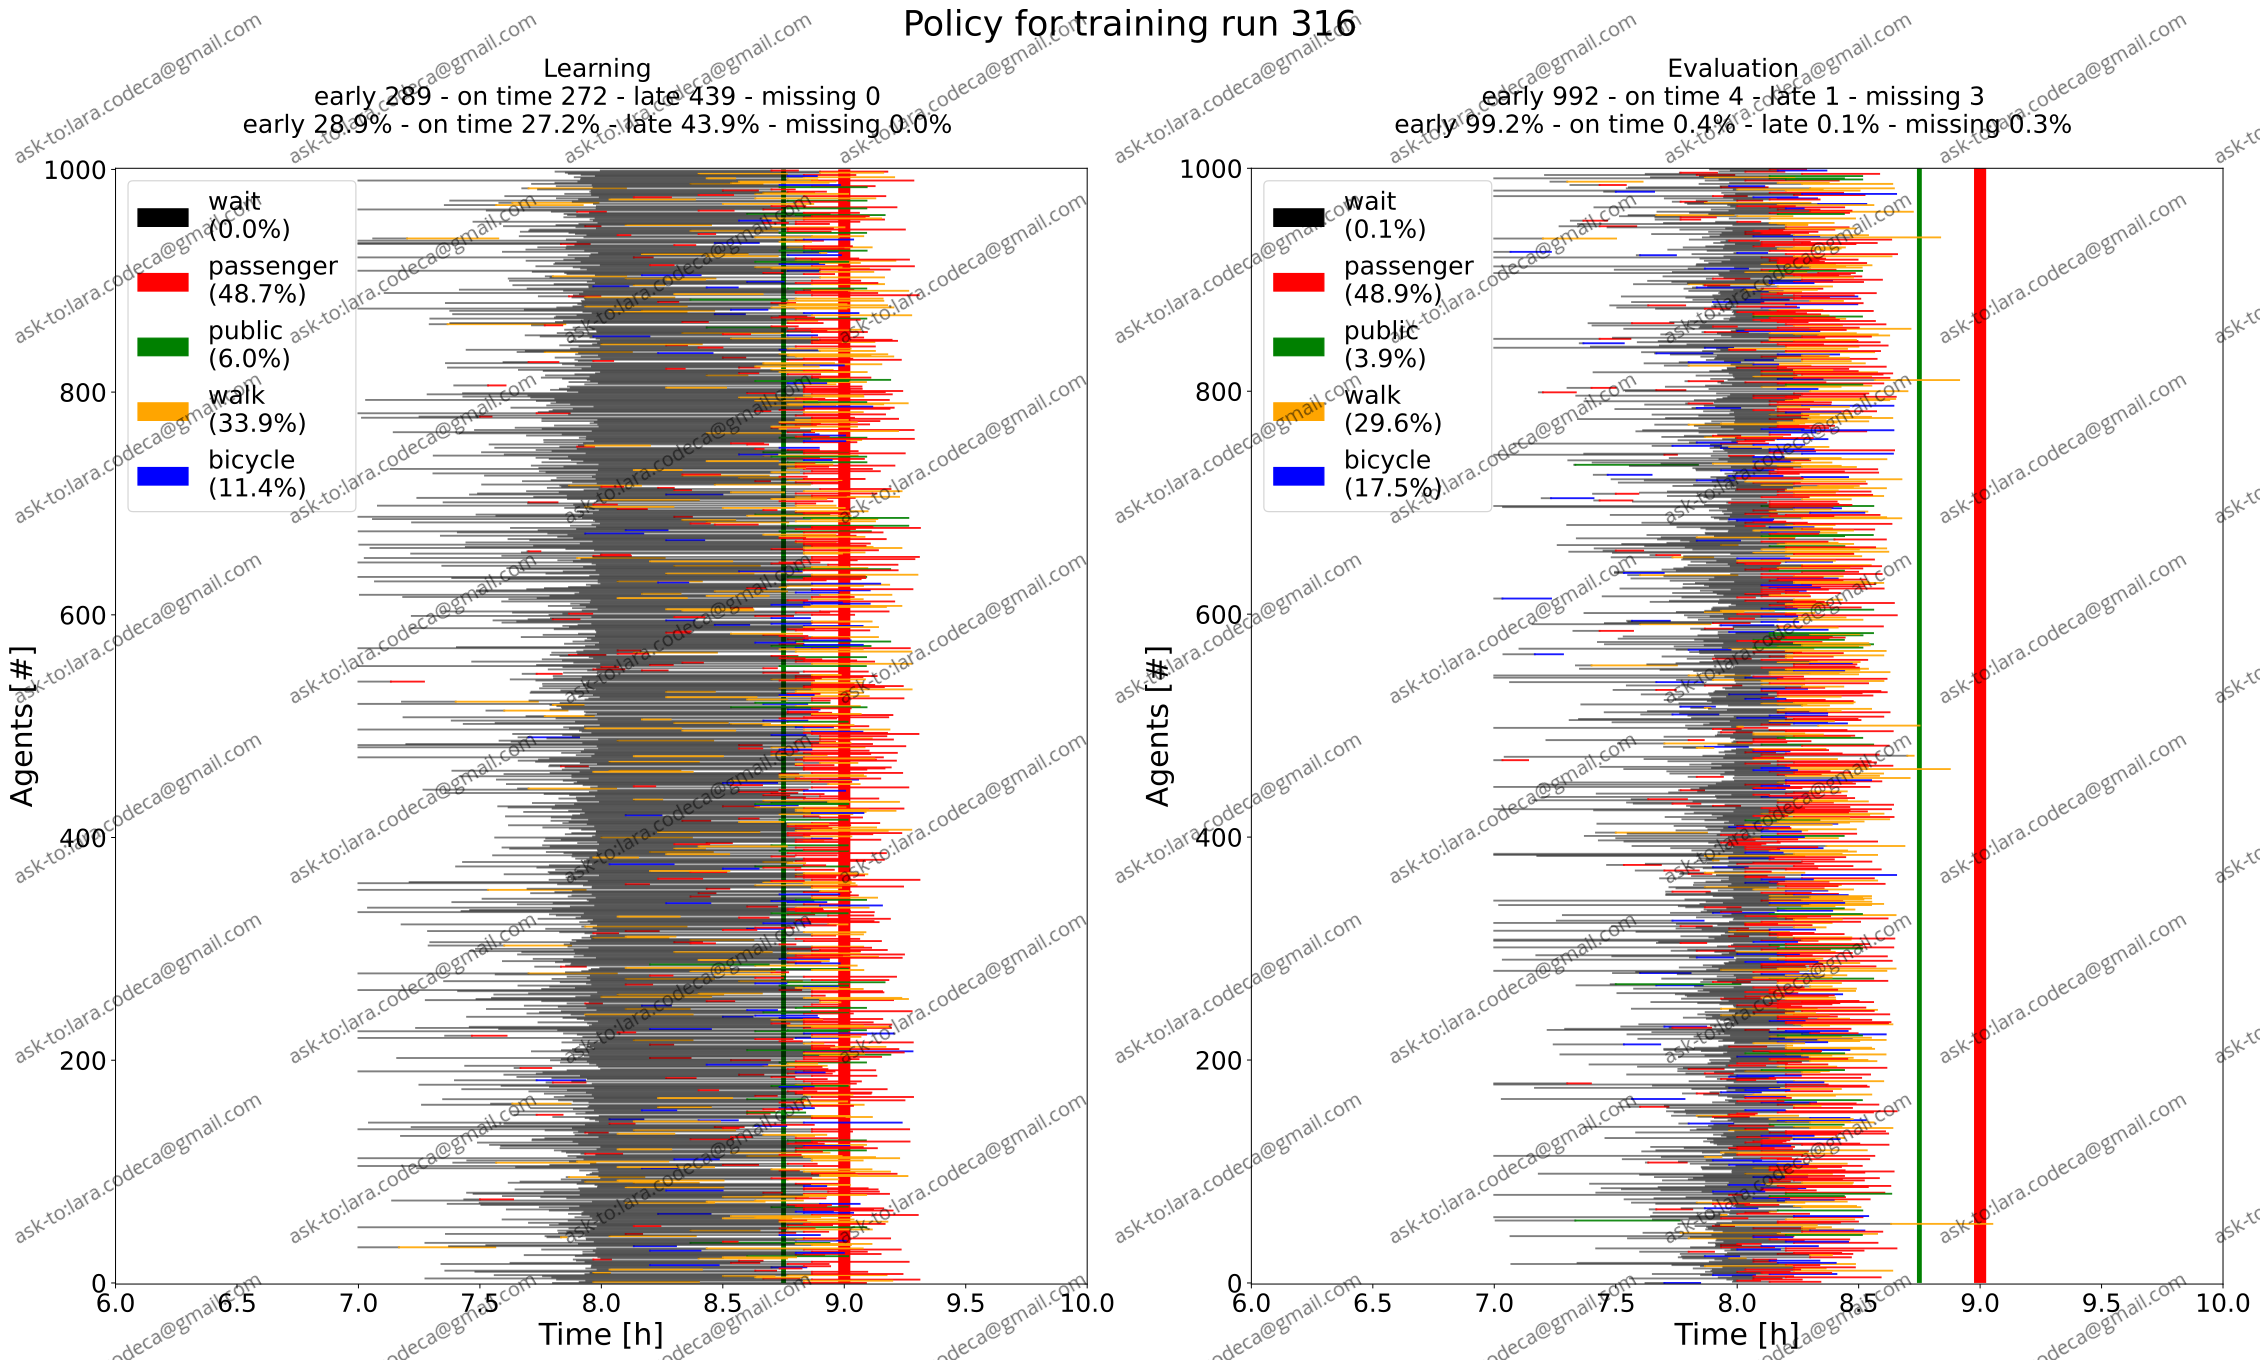 Policy for training run 316
Learning
early 289 - on time 272 - late 439 - missing 0
early 28.9% - on time 27.2% - late 43.9% - missing 0.0%
1000
800
600
400
200
0
Agents [#]
wait
(0.0%)
passenger
(48.7%)
public
(6.0%)
walk
(33.9%)
bicycle
(11.4%)
6.0 6.5 7.0 7.5 8.0 8.5 9.0 9.5 10.0
Time [h]
Evaluation
early 992 - on time 4 - late 1 - missing 3
early 99.2% - on time 0.4% - late 0.1% - missing 0.3%
1000
800
600
400
200
0
Agents [#]
wait
(0.1%)
passenger
(48.9%)
public
(3.9%)
walk
(29.6%)
bicycle
(17.5%)
6.0 6.5 7.0 7.5 8.0 8.5 9.0 9.5 10.0
Time [h]
ask-to:lara.codeca@gmail.com